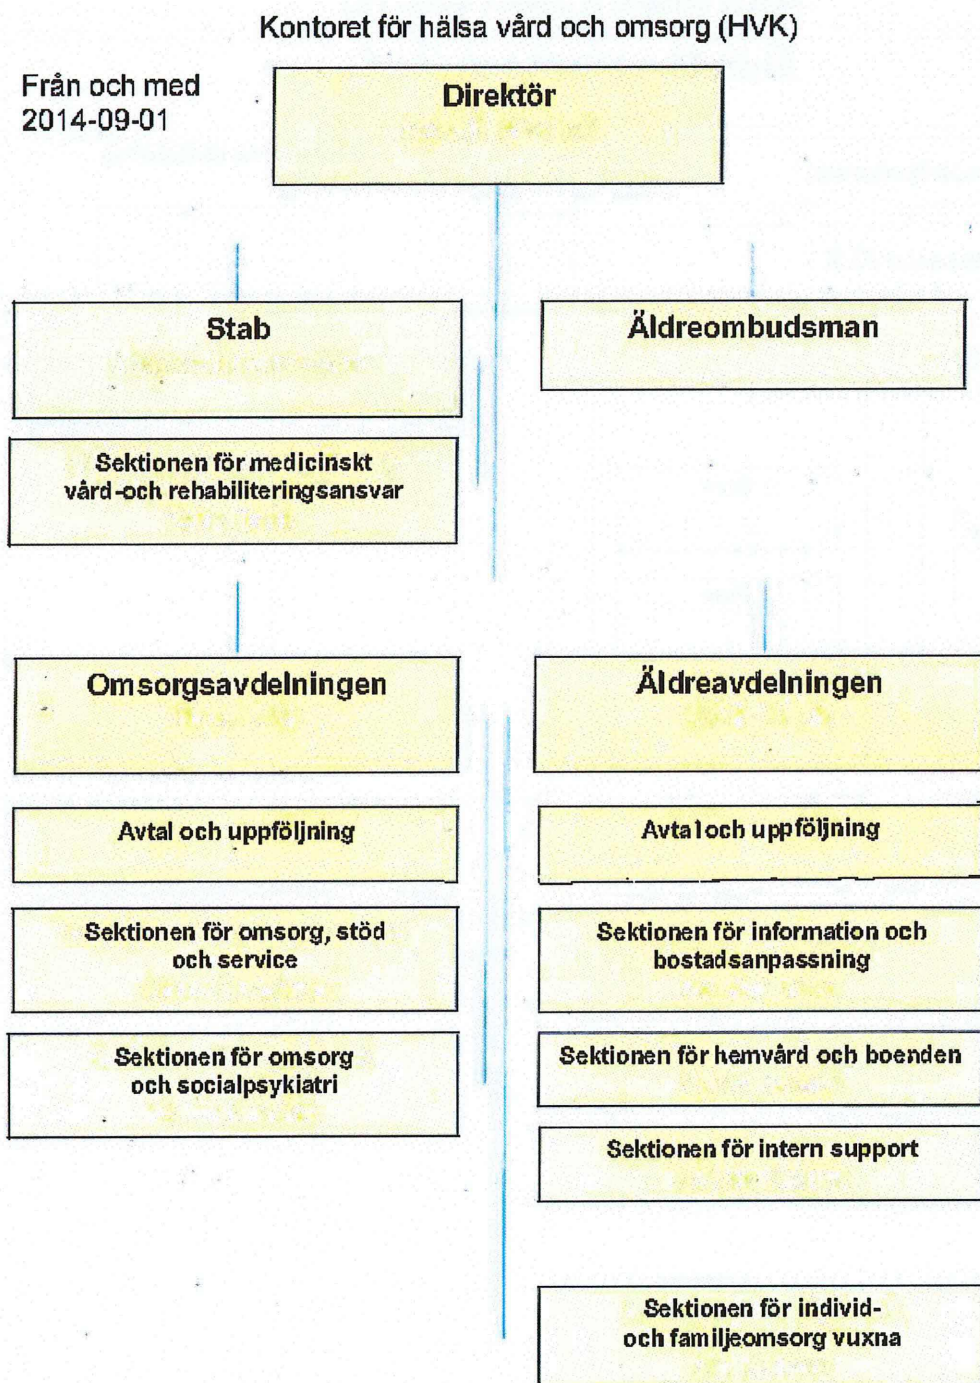 Kontoret för hälsa vård och omsorg (HVK)
Från och med
2014-09-01
Direktör
Stab
Äldreombudsman
Sektionen för medicinskt
vård-och rehabiliteringsansvar
Omsorgsavdelningen
Äldreavdelningen
Avtal och uppföljning
Avtal och uppföljning
Sektionen för omsorg, stöd
och service
Sektionen för information och
bostadsanpassning
Sektionen för omsorg
och socialpsykiatri
Sektionen för hemvård och boenden
Sektionen för intern support
Sektionen för individ-
och familjeomsorg vuxna